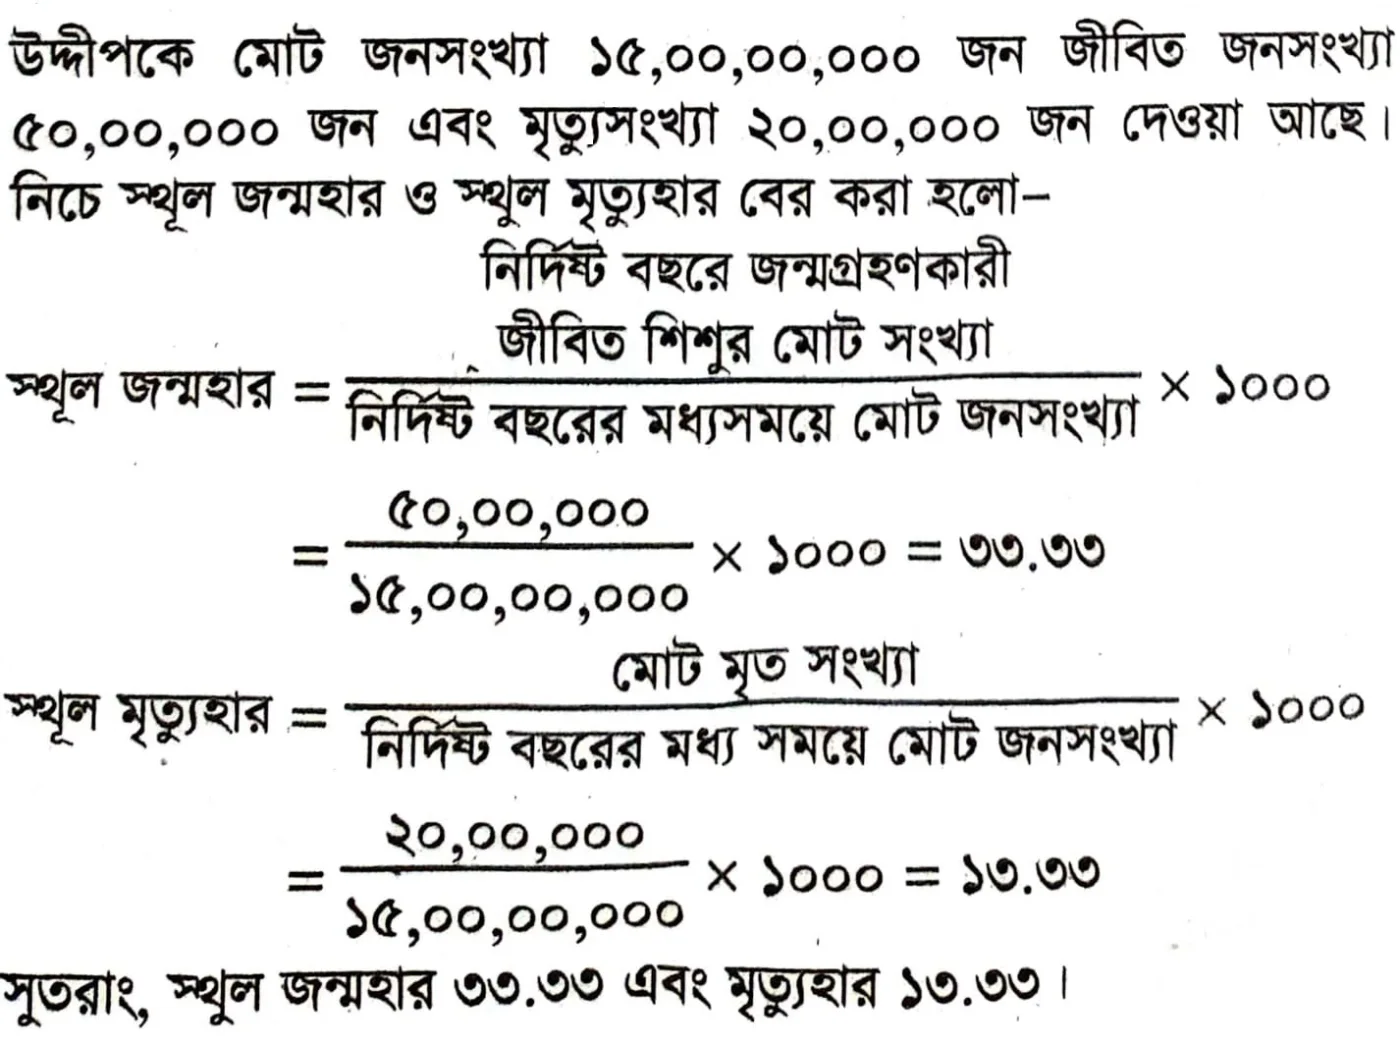 উদ্দীপকে মোট জনসংখ্যা ১৫,০০,০০,০০০ জন জীবিত জনসংখ্যা
৫০,০০,০০০ জন এবং মৃত্যুসংখ্যা ২০,০০,০০০ জন দেওয়া আছে।
নিচে স্থূল জন্মহার ও স্থুল মৃত্যুহার বের করা হলো–
নির্দিষ্ট বছরে জন্মগ্রহণকারী
জীবিত শিশুর মোট সংখ্যা
স্থূল জন্মহার = নির্দিষ্ট বছরের মধ্যসময়ে মোট জনসংখ্যা × ১০০০
৫০,০০,০০০
= ১৫,০০,০০,০০০ × ১০০০ = ৩৩.৩৩
মোট মৃত সংখ্যা
স্থূল মৃত্যুহার = নির্দিষ্ট বছরের মধ্য সময়ে মোট জনসংখ্যা × ১০০০
২০,০০,০০০
= ১৫,০০,০০,০০০ × ১০০০ = ১৩.৩৩
সুতরাং, স্থুল জন্মহার ৩৩.৩৩ এবং মৃত্যুহার ১৩.৩৩।